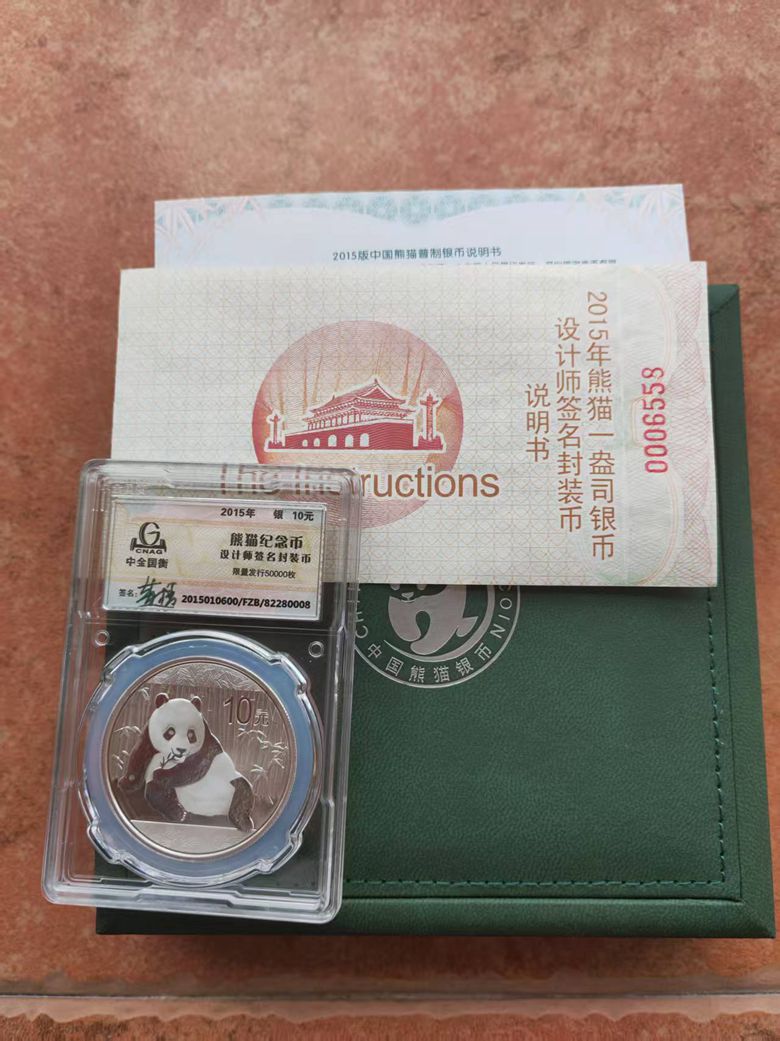 2015版中国熊猫普制银币说明书
2015年熊猫一盎司银币
设计师签名封装币
说明书
0006558
The Instructions
G
CNAG
中金国衡
2015年 银 10元
熊猫纪念币
设计师签名封装币
限量发行50000枚
签名:
2015010600/FZB/82280008
10元
COIN
中国熊猫银币